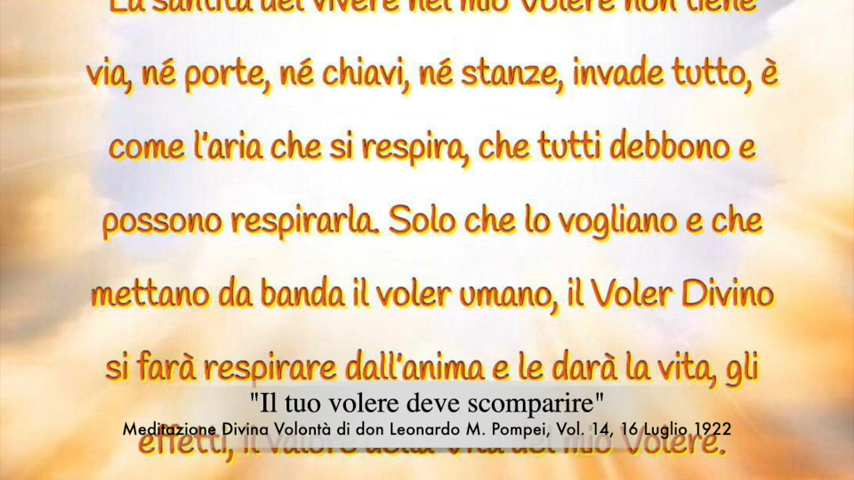 La santità del vivere nel mio Volere non tiene
via, né porte, né chiavi, né stanze, invade tutto, è
come l'aria che si respira, che tutti debbono e
possono respirarla. Solo che lo vogliano e che
mettano da banda il voler umano, il Voler Divino
si farà respirare dall'anima e le darà la vita, gli
"Il tuo volere deve scomparire"
Meditazione Divina Volontà di don Leonardo M. Pompei, Vol. 14, 16 Luglio 1922
effetti, il valore della Vita del mio Volere.